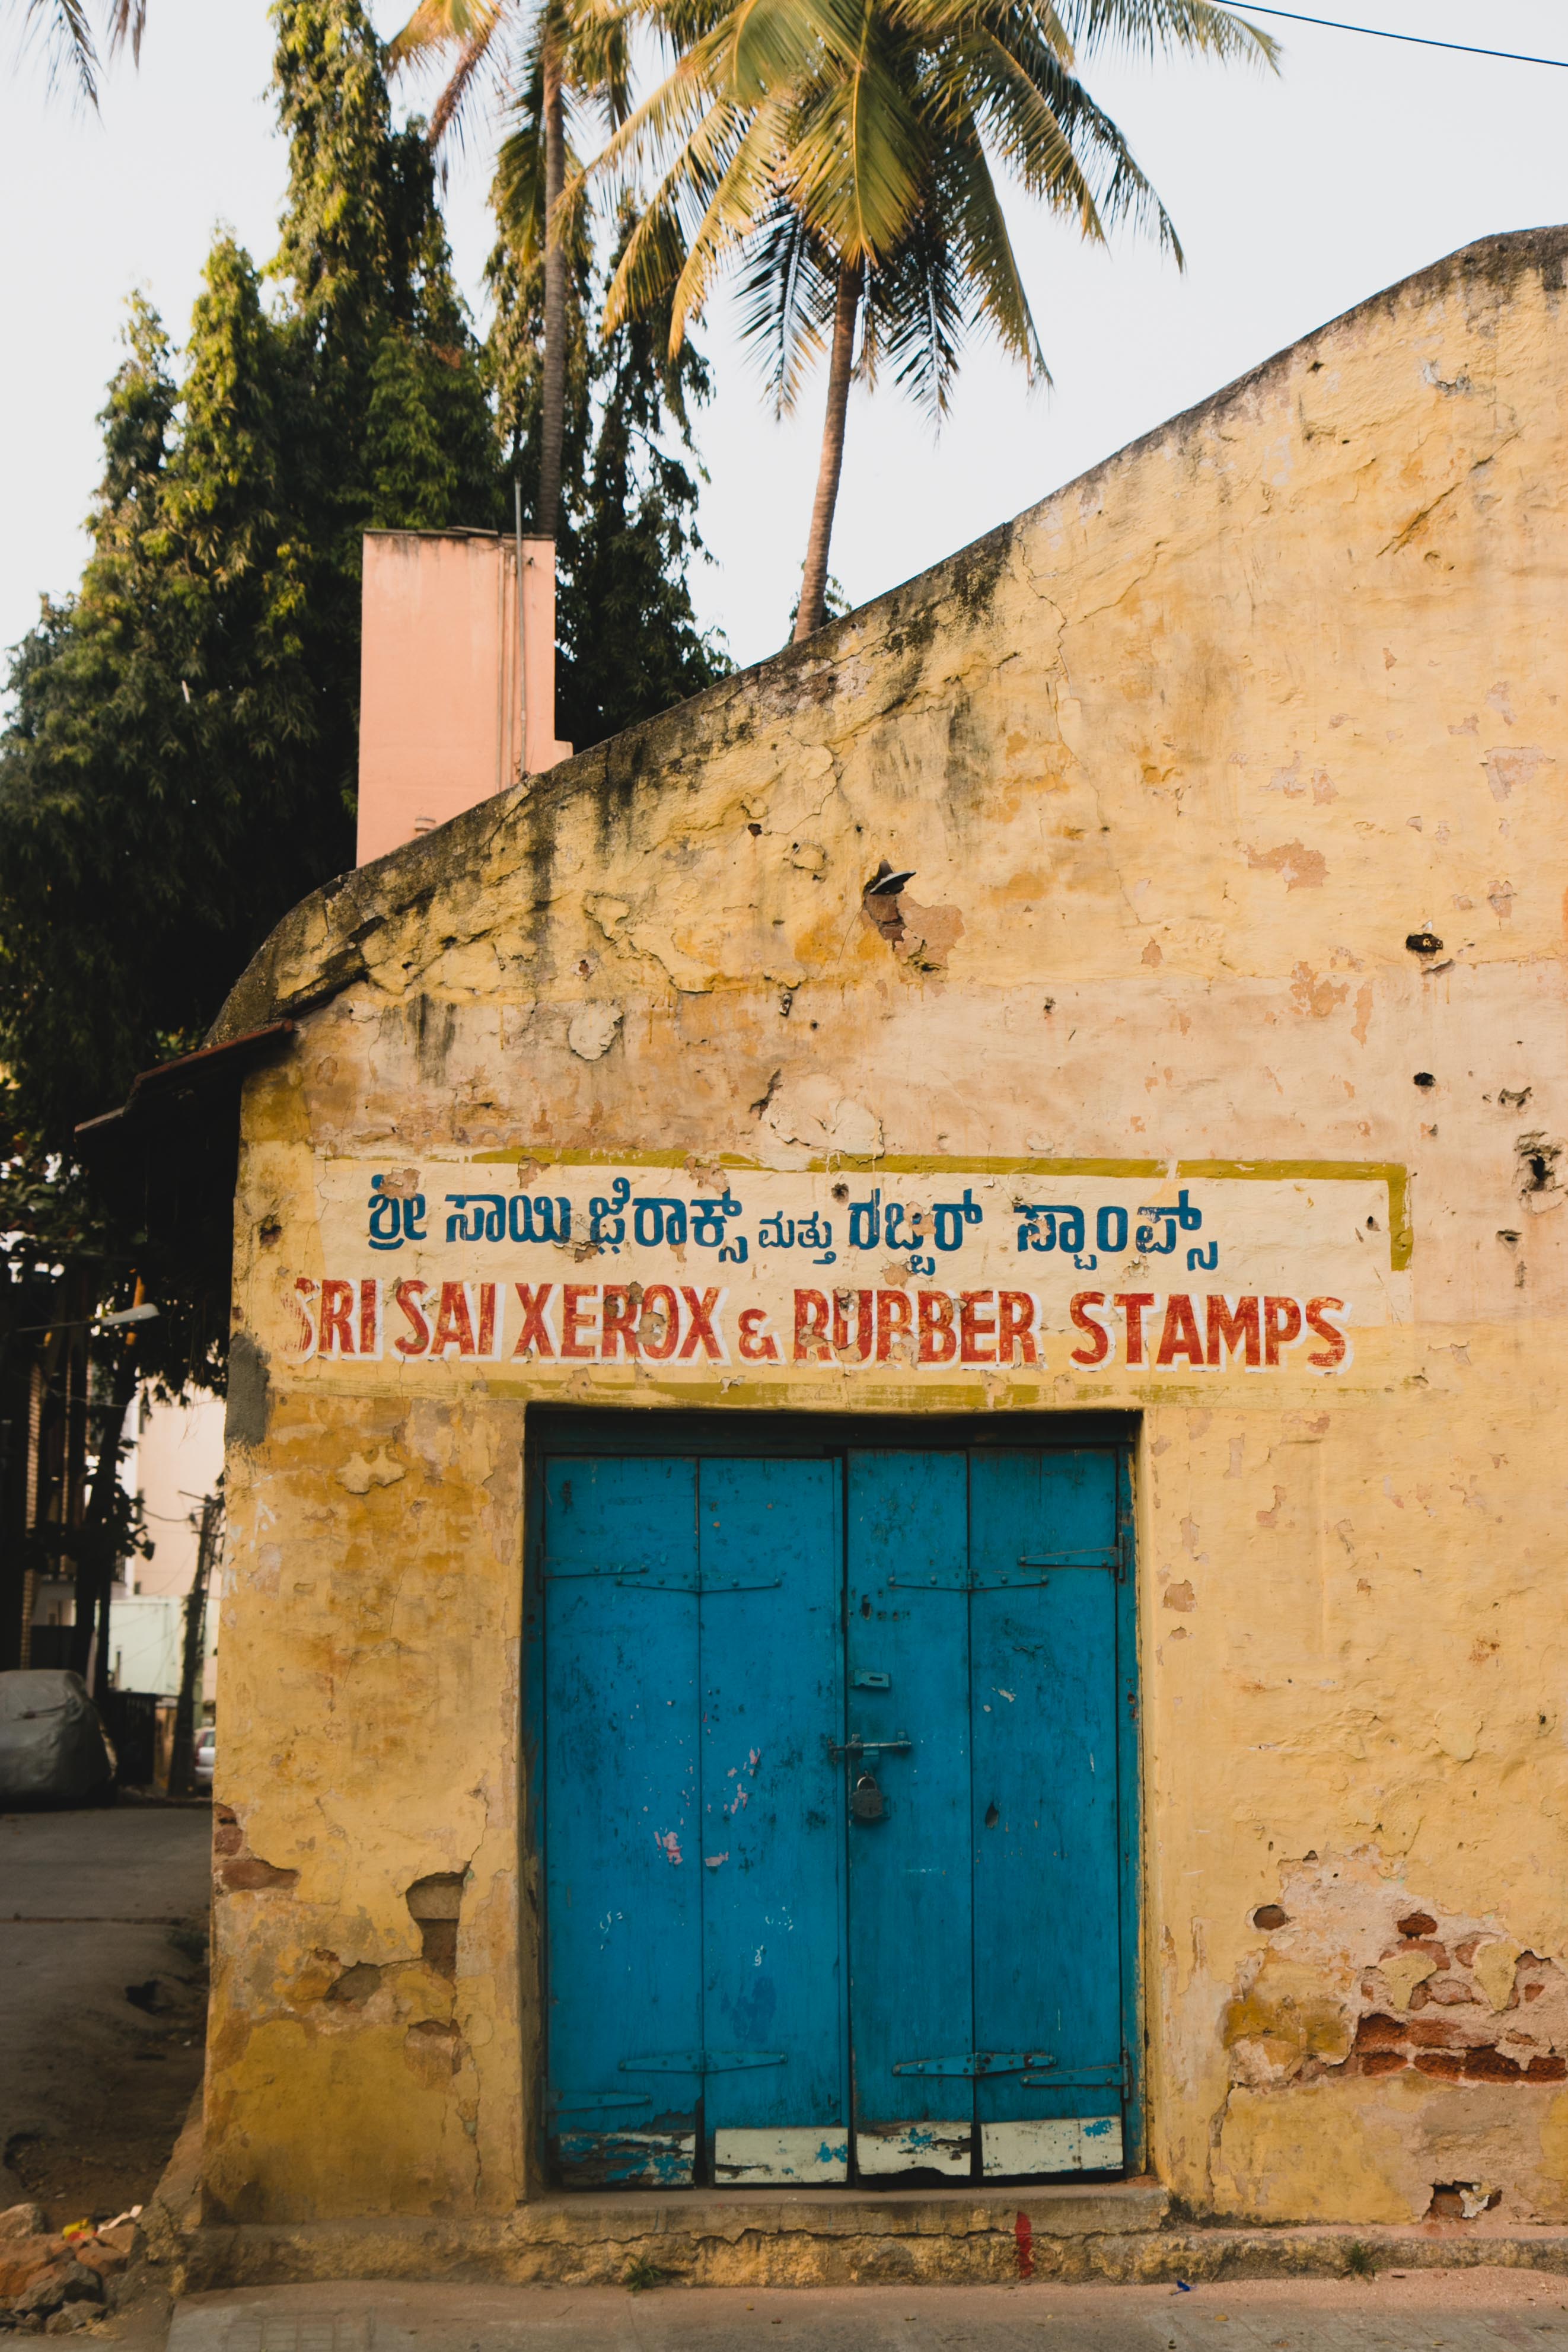 ಶ್ರೀ ಸಾಯಿ ಜೆರಾಕ್ಸ್ ಮತ್ತು ರಬ್ಬರ್ ಸ್ಟಾಂಪ್ಸ್
SRI SAI XEROX & RUBBER STAMPS